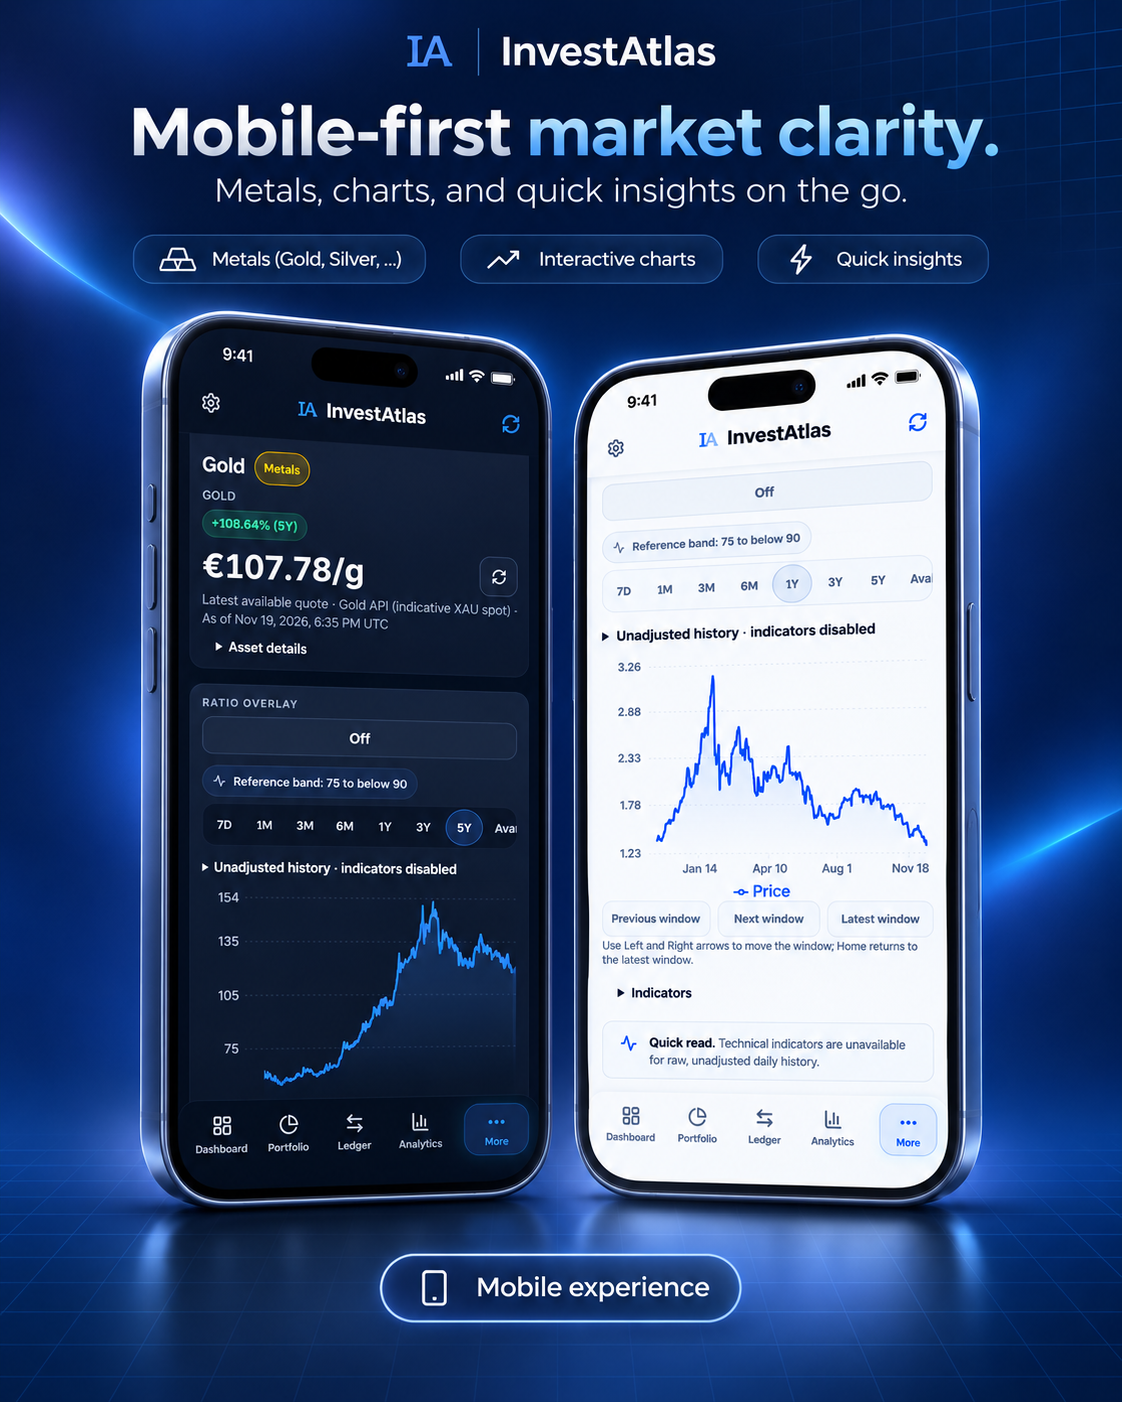 IA | InvestAtlas
Mobile-first market clarity.
Metals, charts, and quick insights on the go.
Metals (Gold, Silver, ...)
Interactive charts
Quick insights
9:41
IA InvestAtlas
Gold Metals
GOLD
+108.64% (5Y)
€107.78/g
Latest available quote · Gold API (indicative XAU spot) ·
As of Nov 19, 2026, 6:35 PM UTC
Asset details
RATIO OVERLAY
Off
Reference band: 75 to below 90
7D 1M 3M 6M 1Y 3Y 5Y Avai
Unadjusted history · indicators disabled
154
135
105
75
Dashboard Portfolio Ledger Analytics More
9:41
IA InvestAtlas
Off
Reference band: 75 to below 90
7D 1M 3M 6M 1Y 3Y 5Y Avai
Unadjusted history · indicators disabled
3.26
2.88
2.33
1.78
1.23
Jan 14 Apr 10 Aug 1 Nov 18
Price
Previous window Next window Latest window
Use Left and Right arrows to move the window; Home returns to
the latest window.
Indicators
Quick read. Technical indicators are unavailable
for raw, unadjusted daily history.
Dashboard Portfolio Ledger Analytics More
Mobile experience